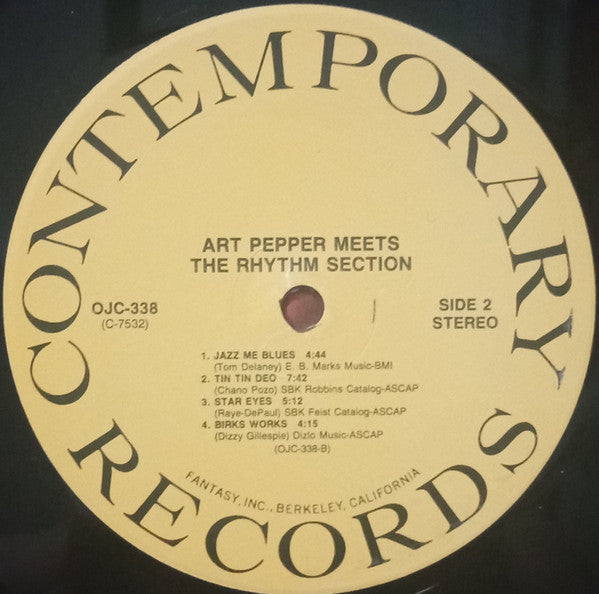 CONTEMPORARY RECORDS
ART PEPPER MEETS
THE RHYTHM SECTION
OJC-338
(C-7532)
SIDE 2
STEREO
1. JAZZ ME BLUES 4:44
(Tom Delaney) E. B. Marks Music-BMI
2. TIN TIN DEO 7:42
(Chano Pozo) SBK Robbins Catalog-ASCAP
3. STAR EYES 5:12
(Raye-DePaul) SBK Feist Catalog-ASCAP
4. BIRKS WORKS 4:15
(Dizzy Gillespie) Dizlo Music-ASCAP
(OJC-338-B)
FANTASY, INC., BERKELEY, CALIFORNIA